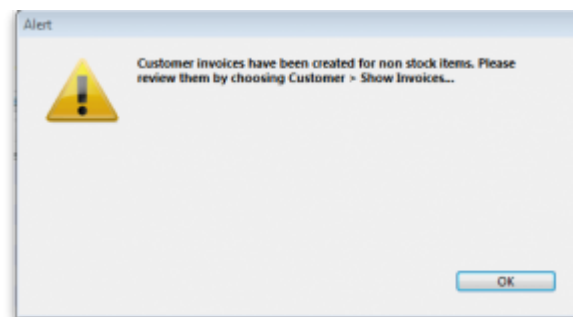 Alert
Customer invoices have been created for non stock items. Please
review them by choosing Customer > Show Invoices...
OK